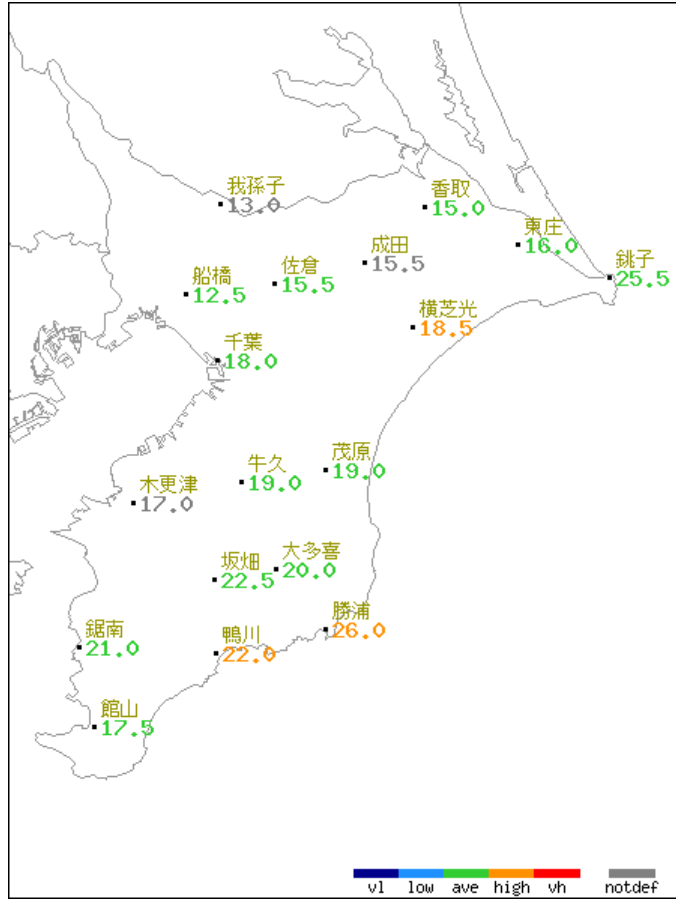 我孫子
13.0
香取
15.0
東庄
16.0
成田
15.5
銚子
25.5
船橋
12.5
佐倉
15.5
横芝光
18.5
千葉
18.0
茂原
19.0
牛久
19.0
木更津
17.0
大多喜
20.0
坂畑
22.5
勝浦
26.0
鋸南
21.0
鴨川
22.0
館山
17.5
vl low ave high vh notdef